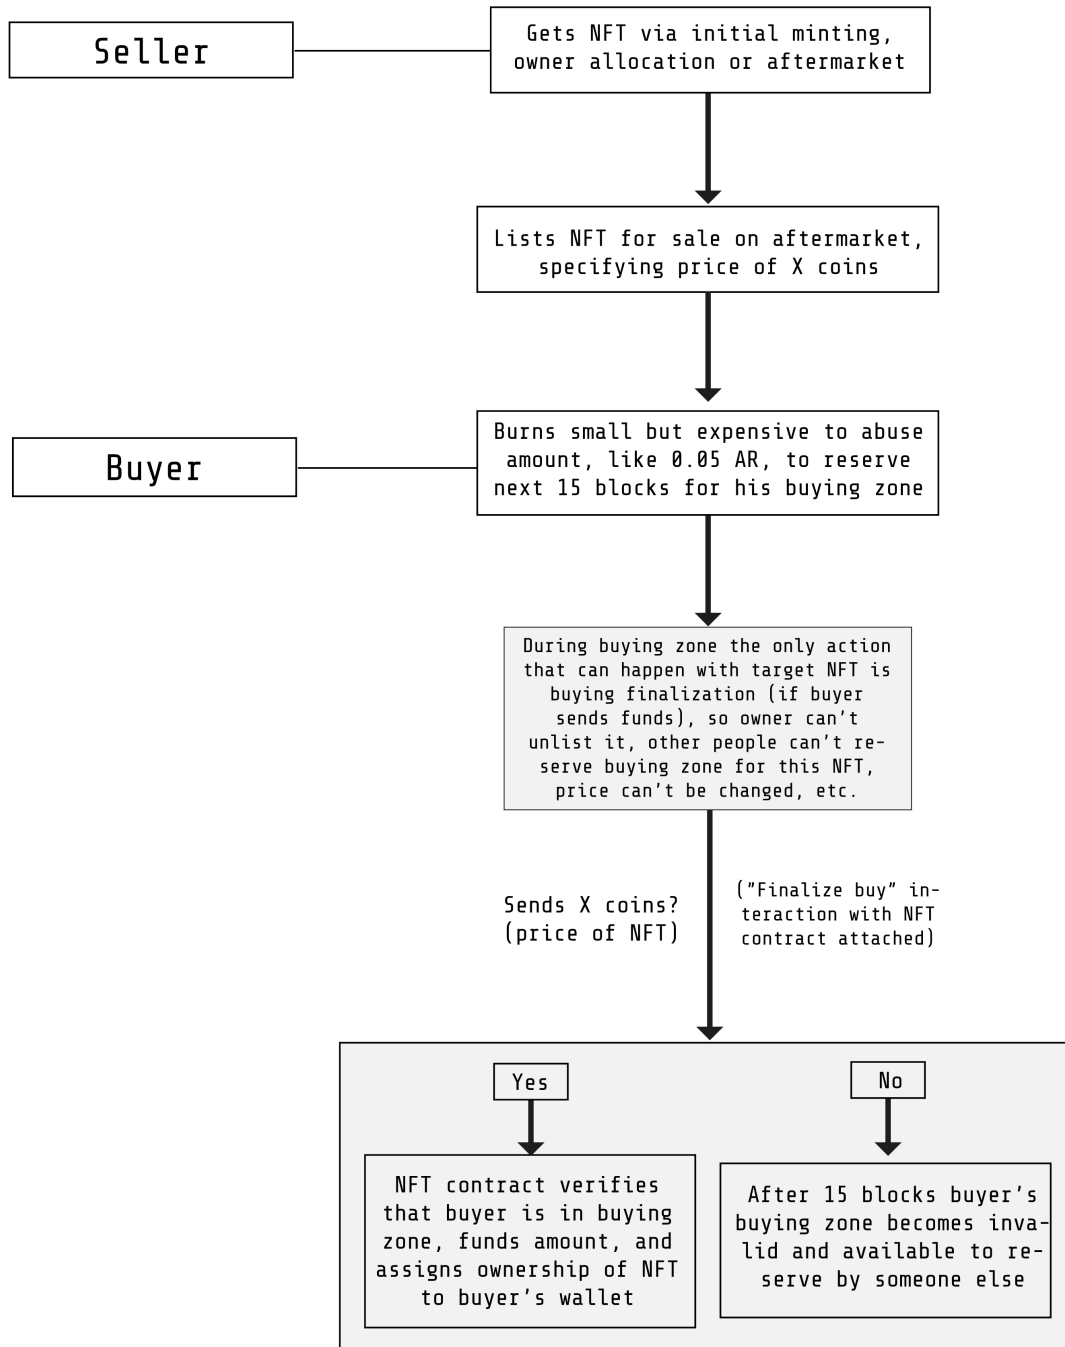 Seller
Gets NFT via initial minting,
owner allocation or aftermarket
Lists NFT for sale on aftermarket,
specifying price of X coins
Buyer
Burns small but expensive to abuse
amount, like 0.05 AR, to reserve
next 15 blocks for his buying zone
During buying zone the only action
that can happen with target NFT is
buying finalization (if buyer
sends funds), so owner can't
unlist it, other people can't re-
serve buying zone for this NFT,
price can't be changed, etc.
Sends X coins?
(price of NFT)
("Finalize buy" in-
teraction with NFT
contract attached)
Yes
NFT contract verifies
that buyer is in buying
zone, funds amount, and
assigns ownership of NFT
to buyer's wallet
No
After 15 blocks buyer's
buying zone becomes inva-
lid and available to re-
serve by someone else